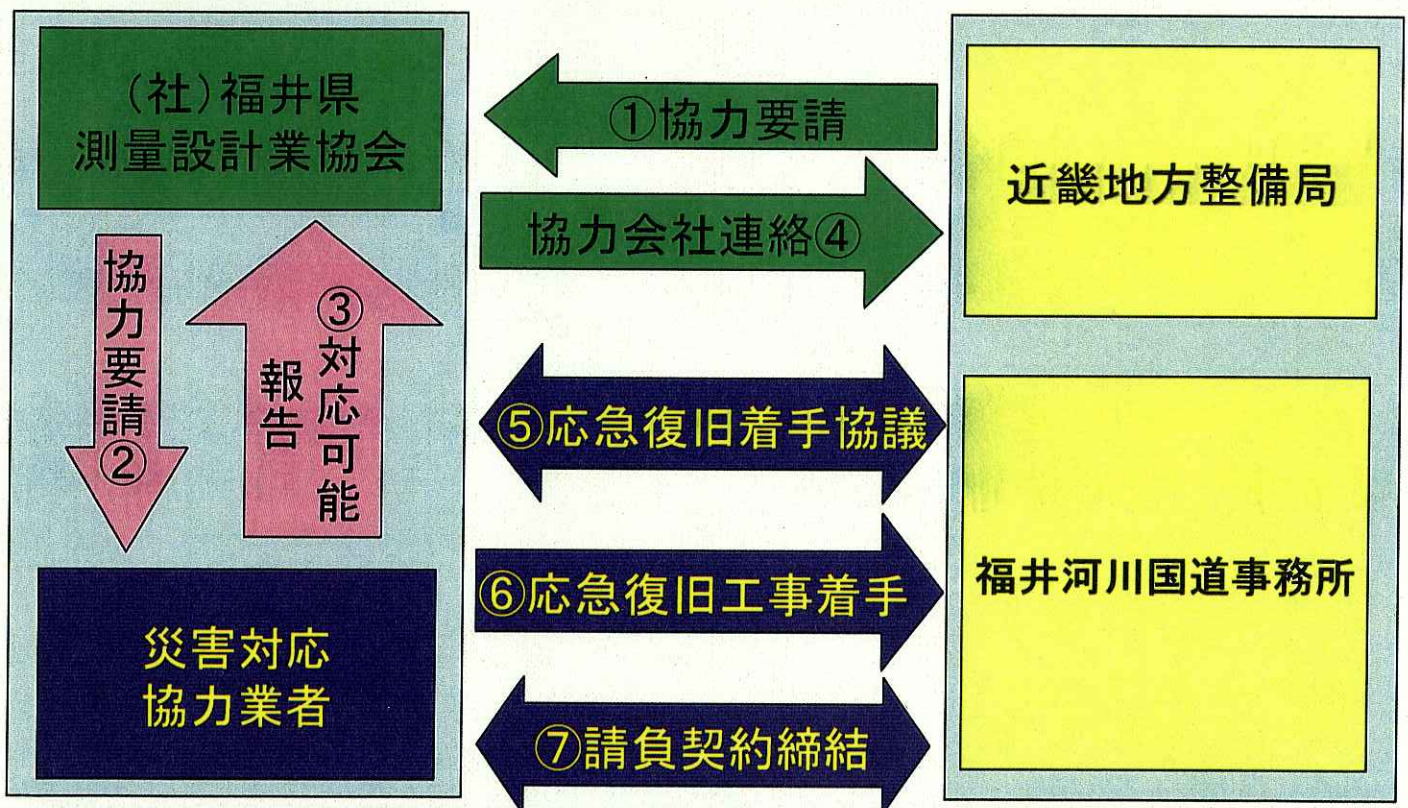 (社)福井県
測量設計業協会
①協力要請
協力会社連絡④
近畿地方整備局
協力要請②
③対応可能
報告
⑤応急復旧着手協議
⑥応急復旧工事着手
⑦請負契約締結
福井河川国道事務所
災害対応
協力業者